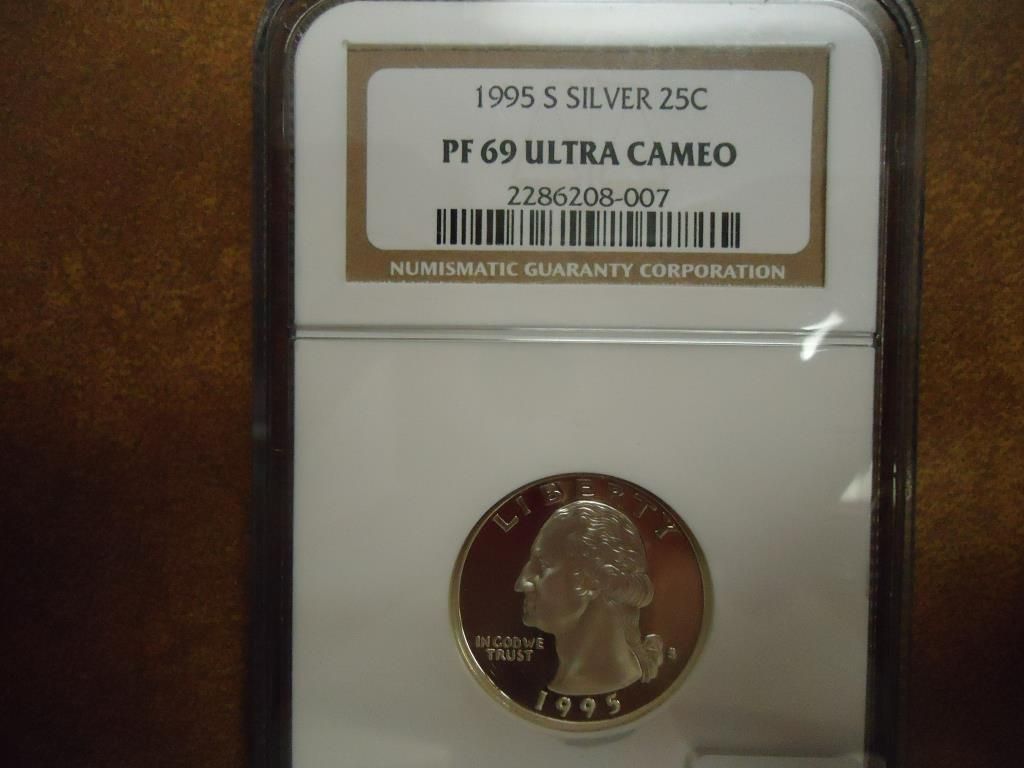 1995 S SILVER 25C
PF 69 ULTRA CAMEO
2286208-007
NUMISMATIC GUARANTY CORPORATION
LIBERTY
IN GOD WE
TRUST
S
1995